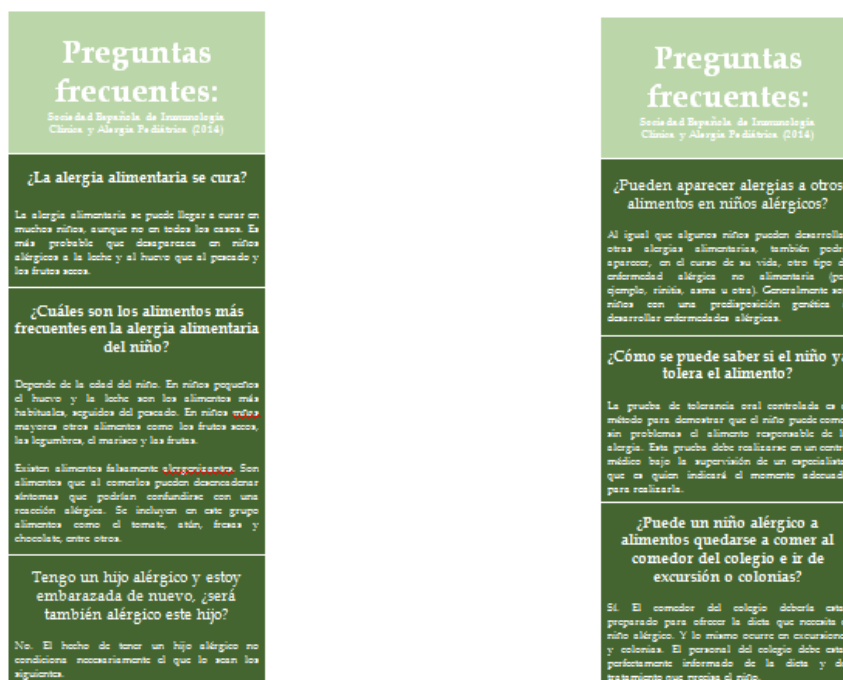 Preguntas
frecuentes:
Sociedad Española de Inmunología
Clínica y Alergia Pediátrica (2014)
¿La alergia alimentaria se cura?
La alergia alimentaria se puede llegar a curar en
muchos niños, aunque no en todos los casos. Es
más probable que desaparezca en niños
alérgicos a la leche y al huevo que al pescado y
los frutos secos.
¿Cuáles son los alimentos más
frecuentes en la alergia alimentaria
del niño?
Depende de la edad del niño. En niños pequeños
el huevo y la leche son los alimentos más
habituales, seguidos del pescado. En niños
mayores otros alimentos como los frutos secos,
las legumbres, el marisco y las frutas.
Existen alimentos falsamente Son
alimentos que al comerlos pueden desencadenar
síntomas que podrían confundirse con una
reacción alérgica. Se incluyen en este grupo
alimentos como el tomate, atún, fresas y
chocolate, entre otros.
Tengo un hijo alérgico y estoy
embarazada de nuevo, ¿será
también alérgico este hijo?
No. El hecho de tener un hijo alérgico no
condiciona necesariamente el que lo sean los
siguientes.
Preguntas
frecuentes:
Sociedad Española de Inmunología
Clínica y Alergia Pediátrica (2014)
¿Pueden aparecer alergias a otros
alimentos en niños alérgicos?
Al igual que algunos niños pueden desarrolla
otras alergias alimentarias, también podr
aparecer, en el curso de su vida, otro tipo d
enfermedad alérgica no alimentaria (po
ejemplo, rinitis, asma u otra). Generalmente so
niños con una predisposición genética
desarrollar enfermedades alérgicas.
¿Cómo se puede saber si el niño ya
tolera el alimento?
La prueba de tolerancia oral controlada es e
método para demostrar que el niño puede come
sin problemas el alimento responsable de l
alergia. Esta prueba debe realizarse en un centr
médico bajo la supervisión de un especialista
que es quien indicará el momento adecuad
para realizarla.
¿Puede un niño alérgico a
alimentos quedarse a comer al
comedor del colegio e ir de
excursión o colonias?
Sí. El comedor del colegio debería esta
preparado para ofrecer la dieta que necesita e
niño alérgico. Y lo mismo ocurre en excursione
y colonias. El personal del colegio debe esta
perfectamente informado de la dieta y de
tratamiento que precisa el niño.